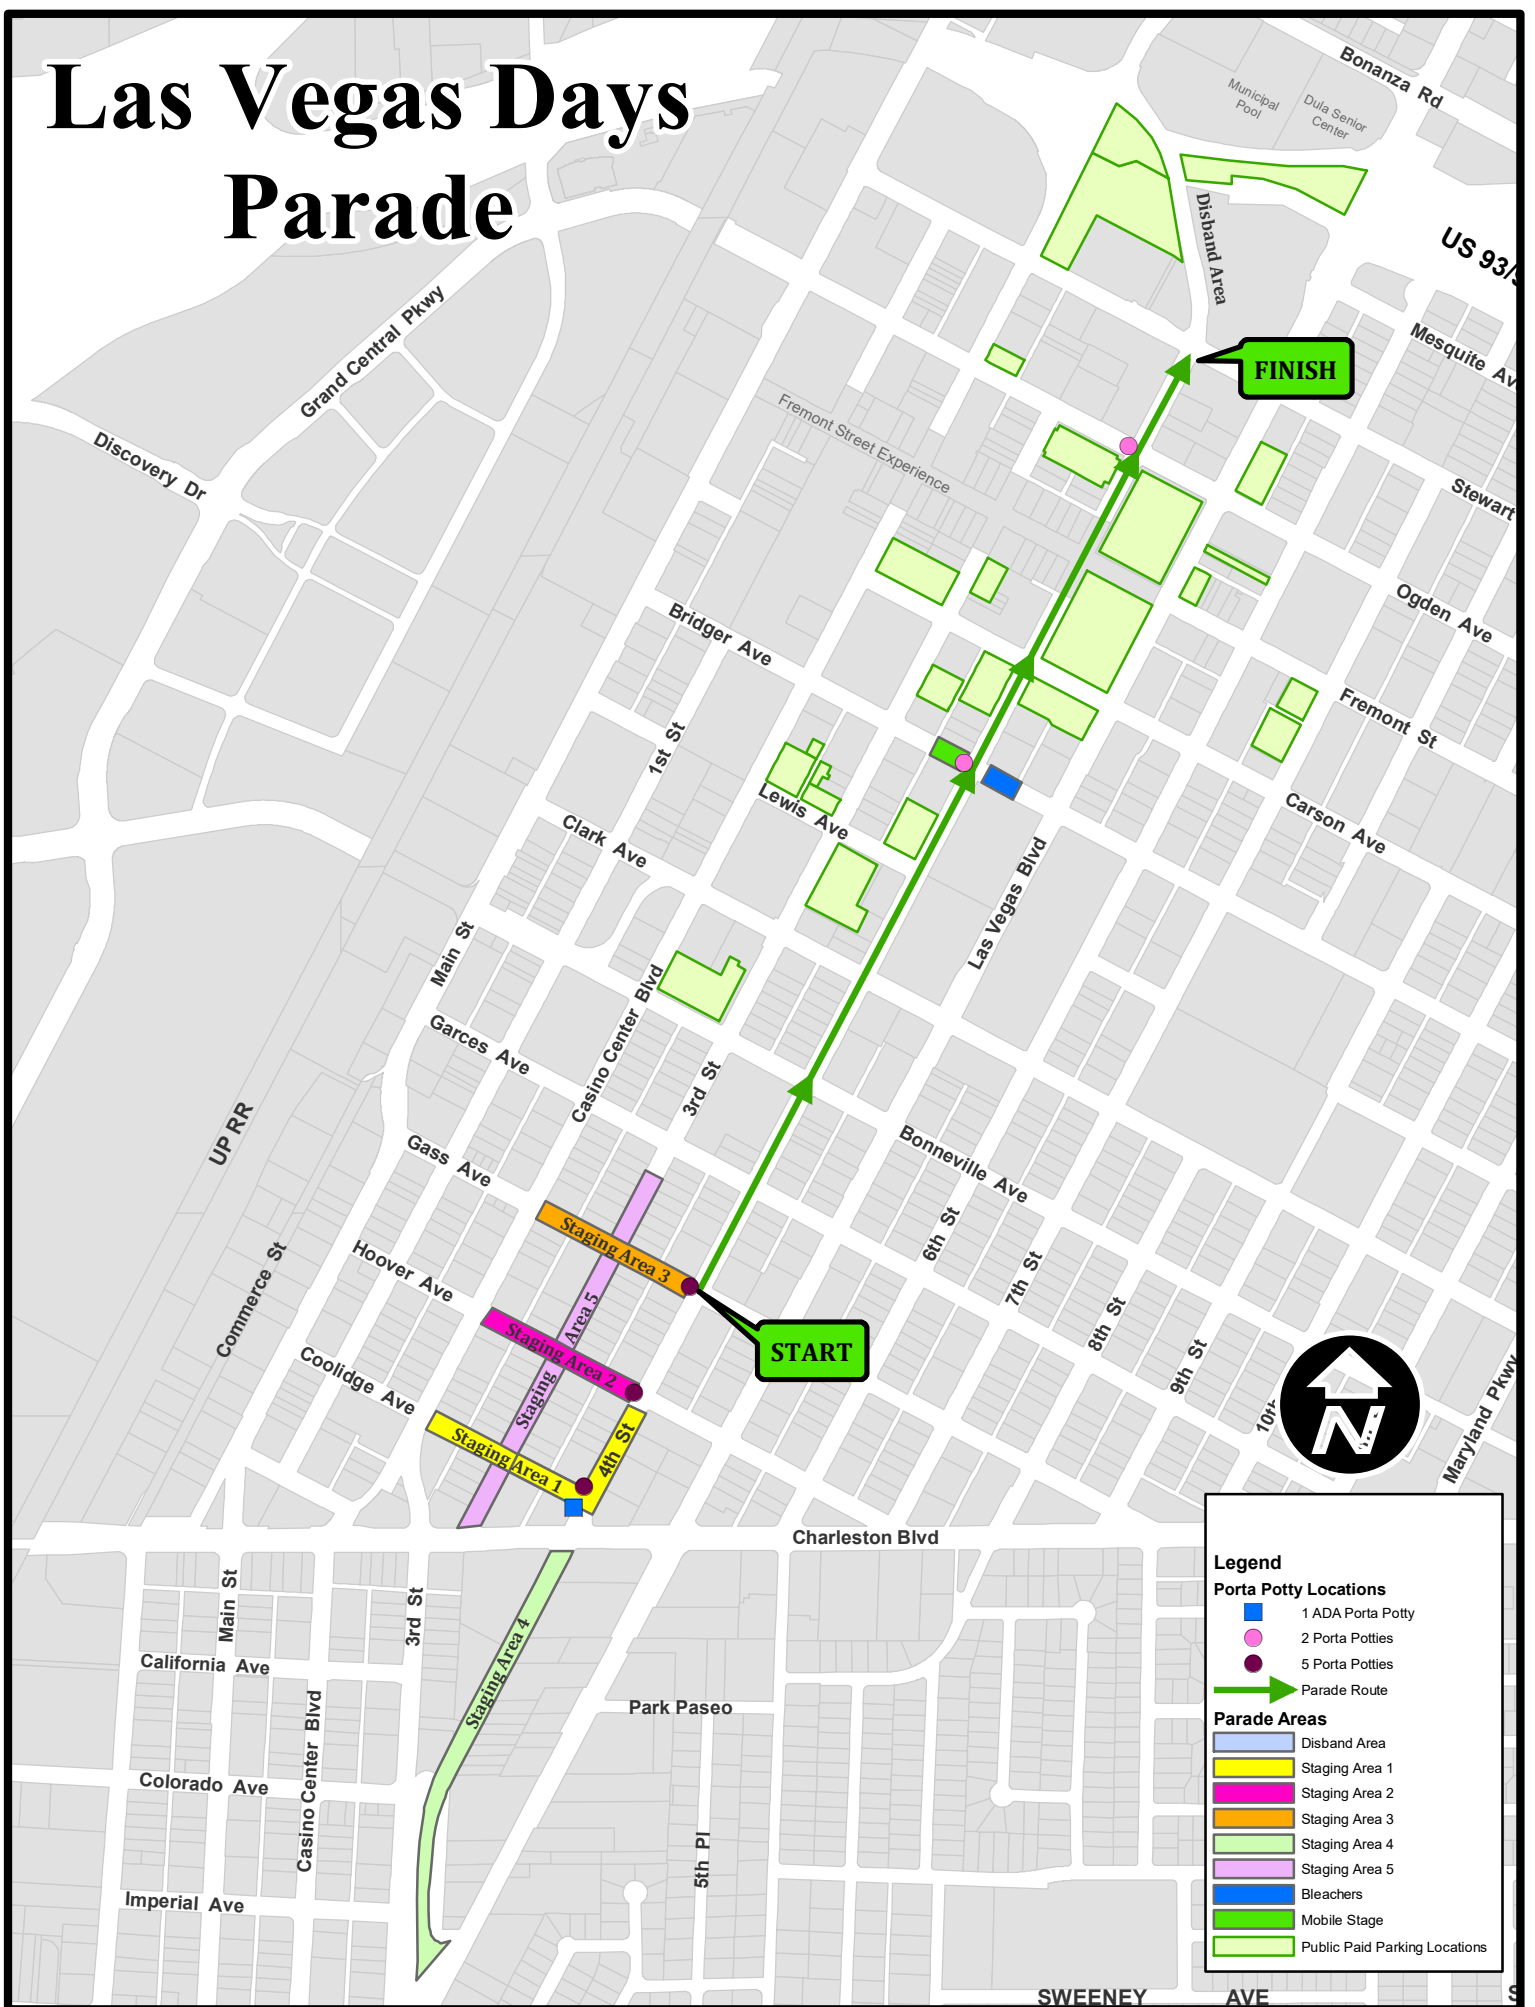 Las Vegas Days
Parade
Bonanza Rd
Municipal
Pool
Dula Senior
Center
Disband Area
US 93/
Mesquite Av
Grand Central Pkwy
FINISH
Discovery Dr
Fremont Street Experience
Stewart
Ogden Ave
Bridger Ave
Fremont St
1st St
Lewis Ave
Carson Ave
Clark Ave
Las Vegas Blvd
Main St
Casino Center Blvd
Garces Ave
3rd St
UP RR
Gass Ave
Bonneville Ave
Staging Area 3
6th St
7th St
Hoover Ave
Commerce St
Staging Area 5
8th St
START
Staging Area 2
9th St
Coolidge Ave
10th
N
Maryland Pkwy
Staging Area 1
4th St
Charleston Blvd
Main St
3rd St
California Ave
Staging Area 4
Park Paseo
Casino Center Blvd
Colorado Ave
5th Pl
Imperial Ave
SWEENEY AVE
S
Legend
Porta Potty Locations
1 ADA Porta Potty
2 Porta Potties
5 Porta Potties
Parade Route
Parade Areas
Disband Area
Staging Area 1
Staging Area 2
Staging Area 3
Staging Area 4
Staging Area 5
Bleachers
Mobile Stage
Public Paid Parking Locations